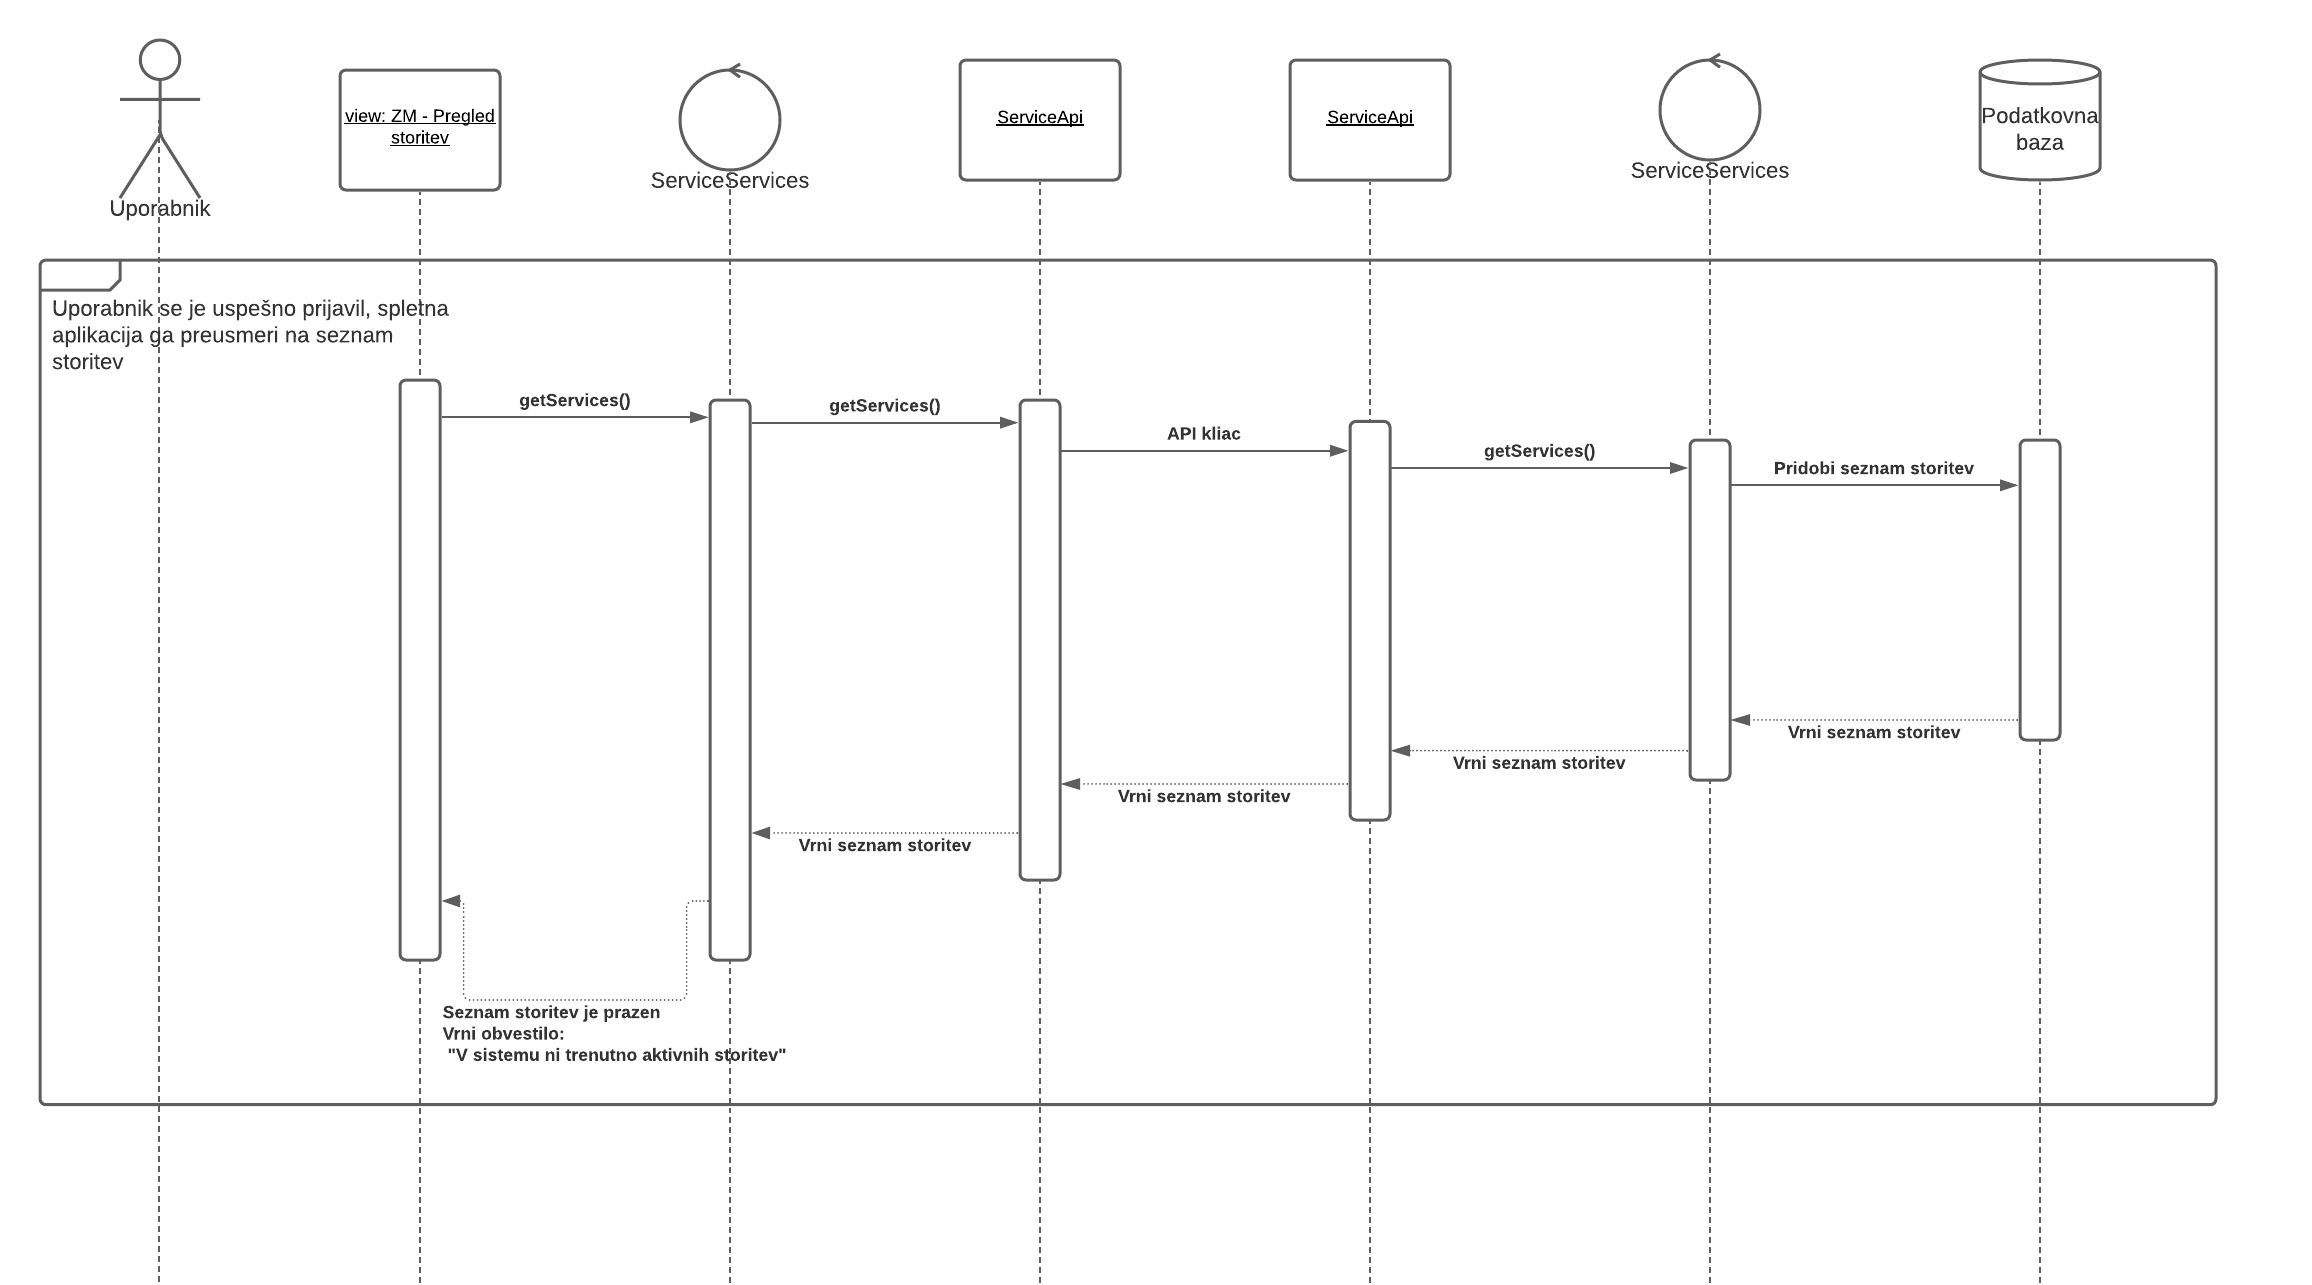 Uporabnik
view: ZM - Pregled
storitev
ServiceServices
ServiceApi
ServiceApi
ServiceServices
Podatkovna
baza
Uporabnik se je uspešno prijavil, spletna
aplikacija ga preusmeri na seznam
storitev
getServices()
getServices()
API kliac
getServices()
Pridobi seznam storitev
Vrni seznam storitev
Vrni seznam storitev
Vrni seznam storitev
Vrni seznam storitev
Seznam storitev je prazen
Vrni obvestilo:
"V sistemu ni trenutno aktivnih storitev"